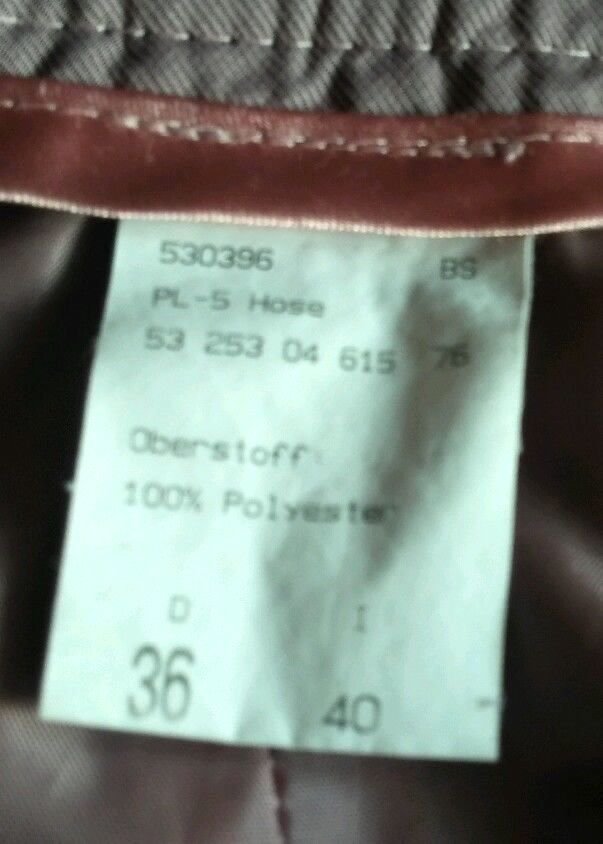 530396 BS
PL-5 Hose
53 253 04 615 76
Oberstoff:
100% Polyester
D I
36 40